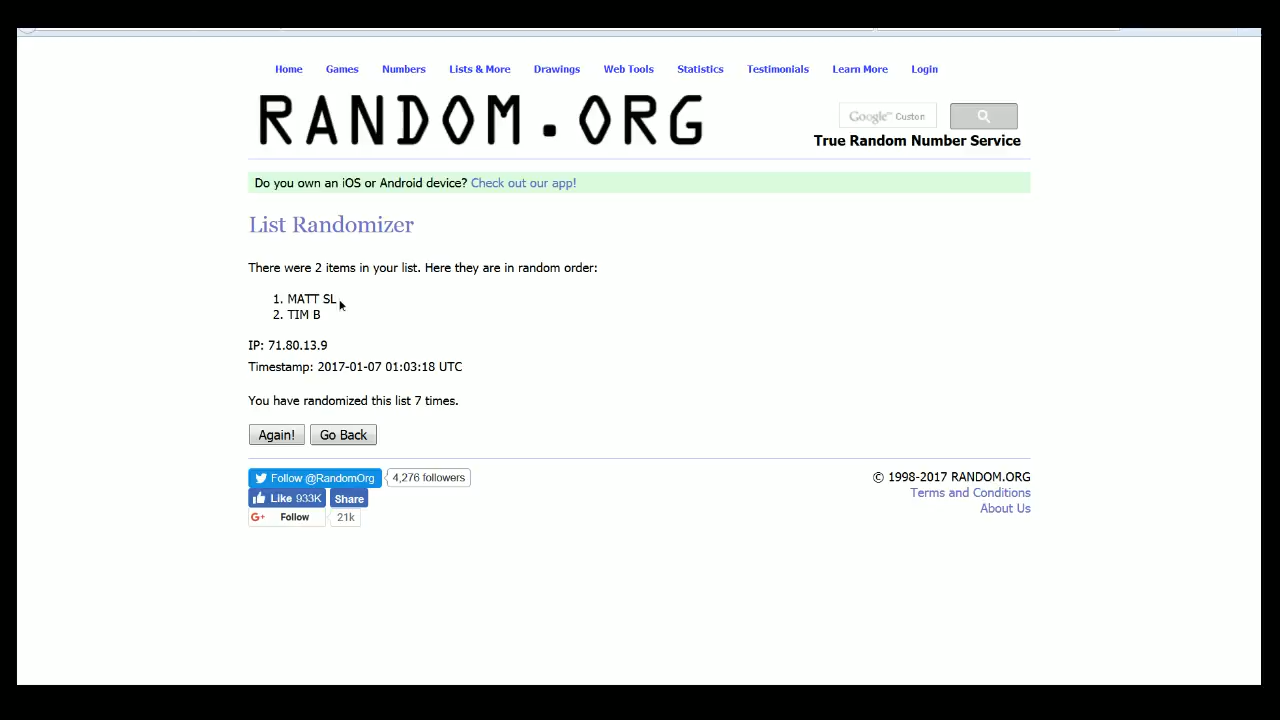 Home Games Numbers Lists & More Drawings Web Tools Statistics Testimonials Learn More Login
RANDOM.ORG
Google™ Custom
True Random Number Service
Do you own an iOS or Android device? Check out our app!
List Randomizer
There were 2 items in your list. Here they are in random order:
1. MATT SL
2. TIM B
IP: 71.80.13.9
Timestamp: 2017-01-07 01:03:18 UTC
You have randomized this list 7 times.
Again! Go Back
Follow @RandomOrg 4,276 followers
Like 933K Share
G+ Follow 21k
© 1998-2017 RANDOM.ORG
Terms and Conditions
About Us